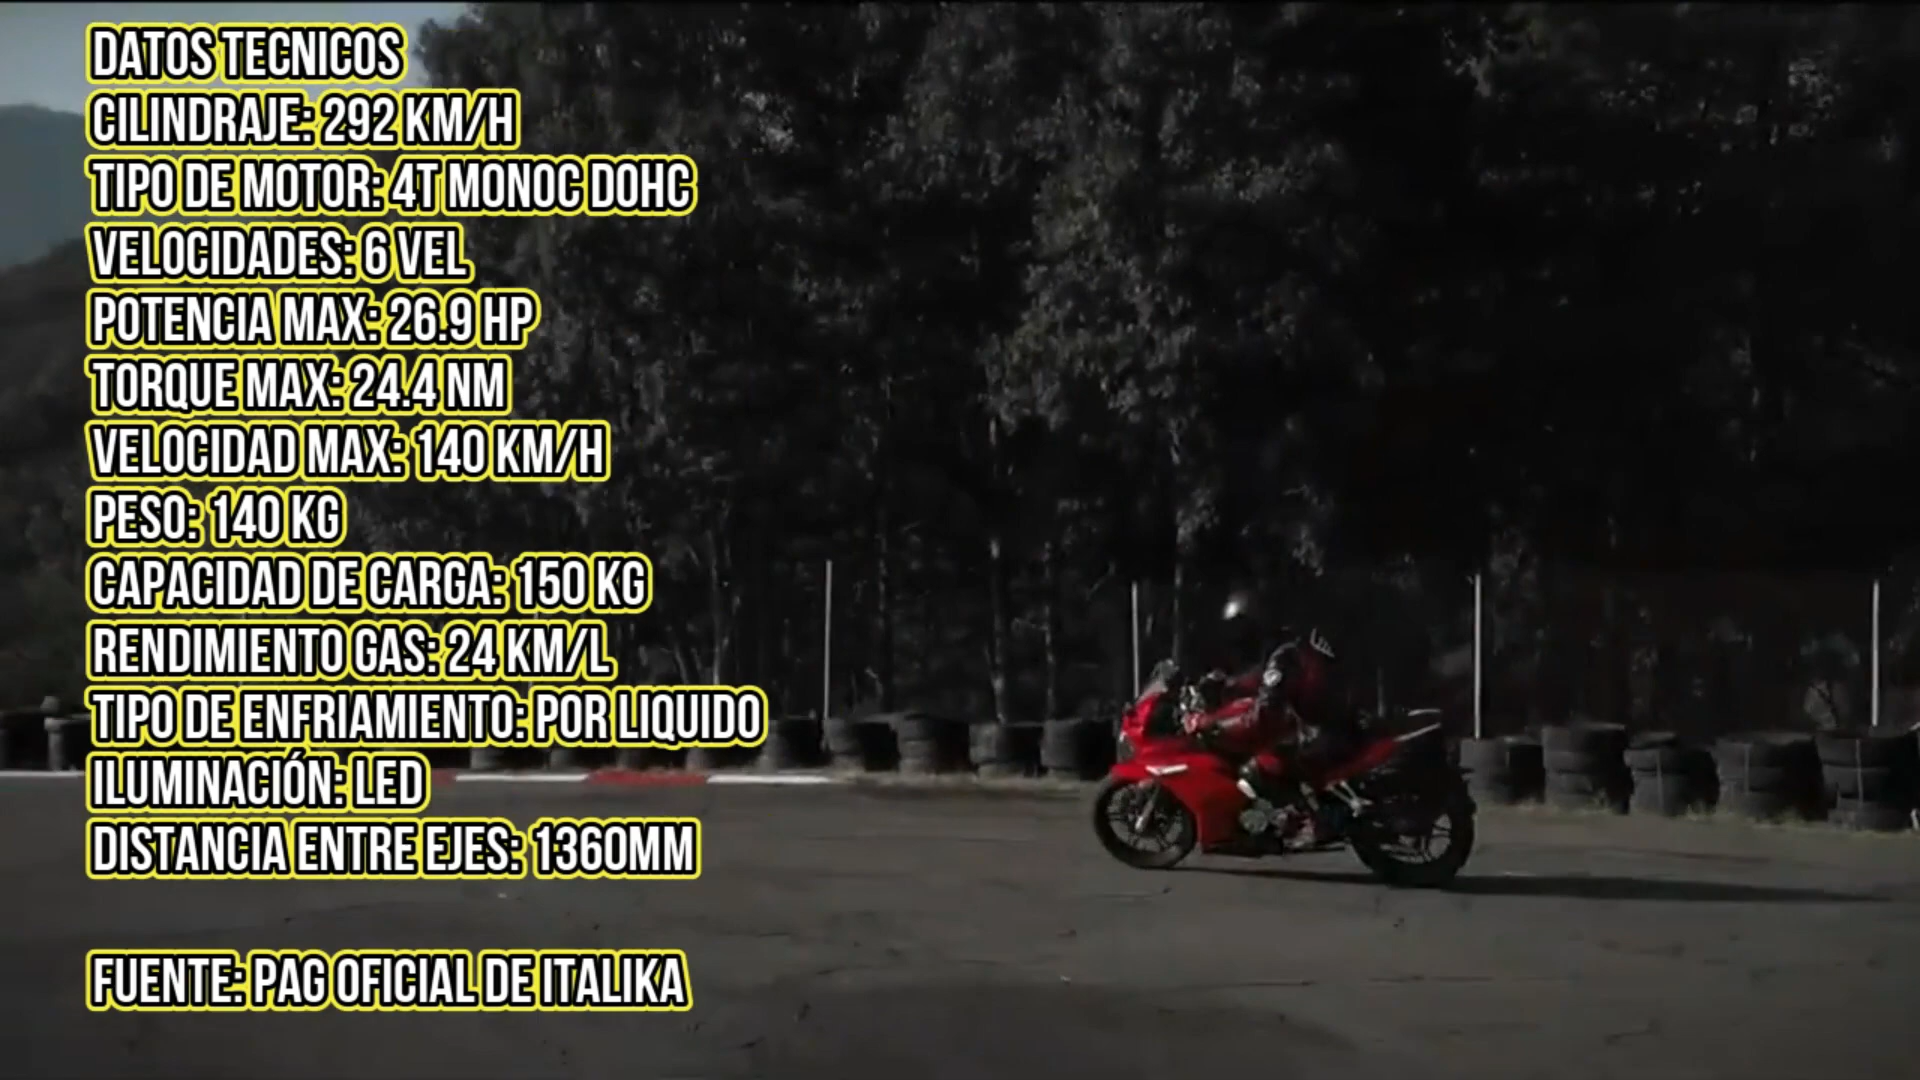 DATOS TECNICOS
CILINDRAJE: 292 KM/H
TIPO DE MOTOR: 4T MONOC DOHC
VELOCIDADES: 6 VEL
POTENCIA MAX: 26.9 HP
TORQUE MAX: 24.4 NM
VELOCIDAD MAX: 140 KM/H
PESO: 140 KG
CAPACIDAD DE CARGA: 150 KG
RENDIMIENTO GAS: 24 KM/L
TIPO DE ENFRIAMIENTO: POR LIQUIDO
ILUMINACIÓN: LED
DISTANCIA ENTRE EJES: 1360MM
FUENTE: PAG OFICIAL DE ITALIKA